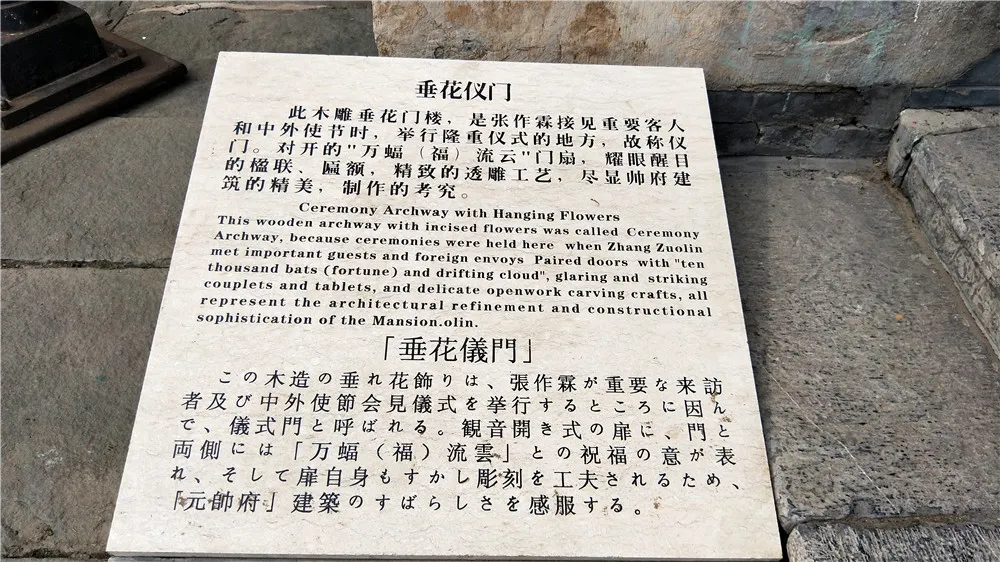 垂花仪门
此木雕垂花门楼，是张作霖接见重要客人
和中外使节时，举行隆重仪式的地方，故称仪
门。对开的"万蝠（福）流云"门扇，耀眼醒目
的楹联、匾额，精致的透雕工艺，尽显帅府建
筑的精美，制作的考究。
Ceremony Archway with Hanging Flowers
This wooden archway with incised flowers was called Ceremony
Archway, because ceremonies were held here when Zhang Zuolin
met important guests and foreign envoys Paired doors with "ten
thousand bats (fortune) and drifting cloud", glaring and striking
couplets and tablets, and delicate openwork carving crafts, all
represent the architectural refinement and constructional
sophistication of the Mansion.olin.
「垂花儀門」
この木造の垂れ花飾りは、張作霖が重要な来訪
者及び中外使節会見儀式を挙行するところに因ん
で、儀式門と呼ばれる。観音開き式の扉に、門と
両側には「万蝠（福）流雲」との祝福の意が表
れ、そして扉自身もすかし彫刻を工夫されるため、
「元帥府」建築のすばらしさを感服する。